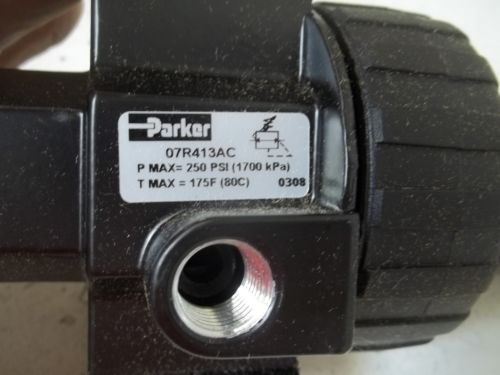 Parker
07R413AC
P MAX= 250 PSI (1700 kPa)
T MAX = 175F (80C) 0308